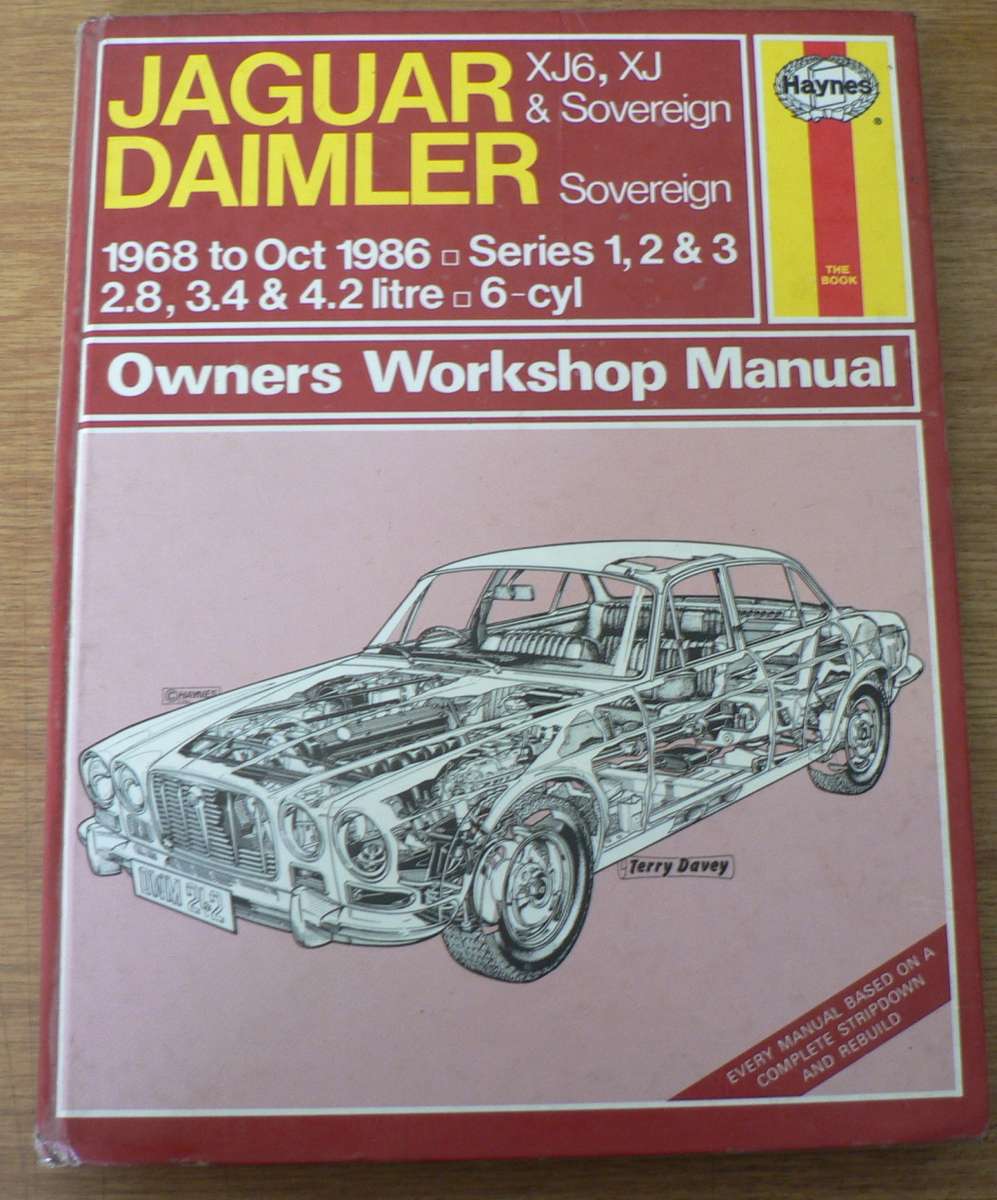 JAGUAR XJ6, XJ & Sovereign
DAIMLER Sovereign
1968 to Oct 1986 □ Series 1, 2 & 3
2.8, 3.4 & 4.2 litre □ 6-cyl
Haynes
®
THE
BOOK
Owners Workshop Manual
© HAYNES
Terry Davey
EVERY MANUAL BASED ON A
COMPLETE STRIPDOWN
AND REBUILD